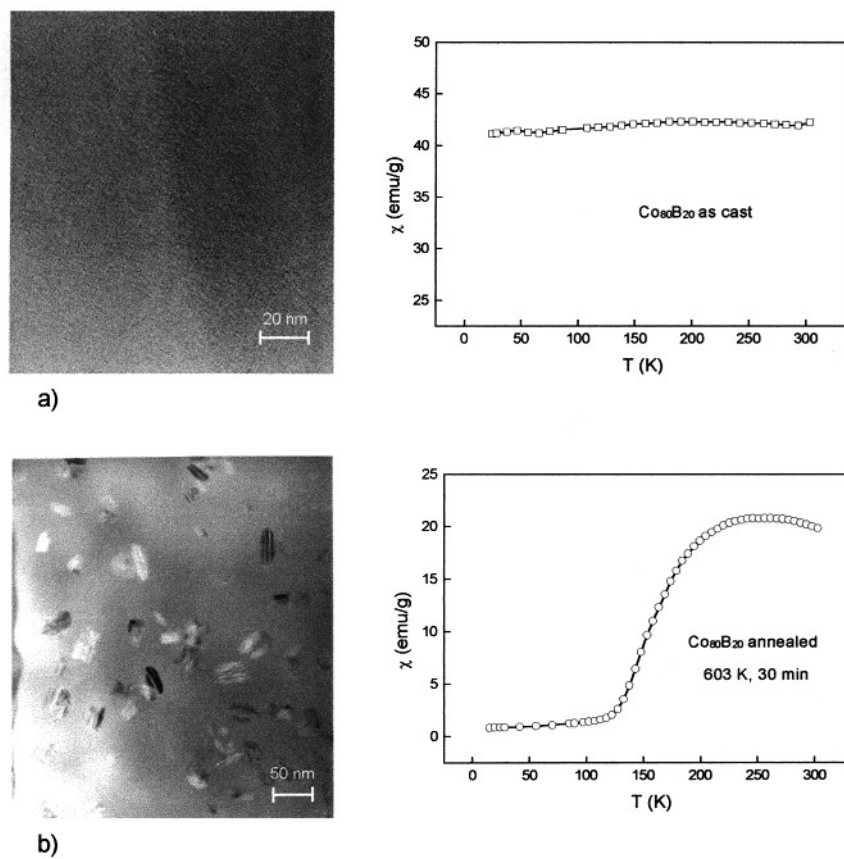 20 nm
a)
50
45
40
35
30
25
χ (emu/g)
Co₈₀B₂₀ as cast
0 50 100 150 200 250 300
T (K)
50 nm
b)
25
20
15
10
5
0
χ (emu/g)
Co₈₀B₂₀ annealed
603 K, 30 min
0 50 100 150 200 250 300
T (K)